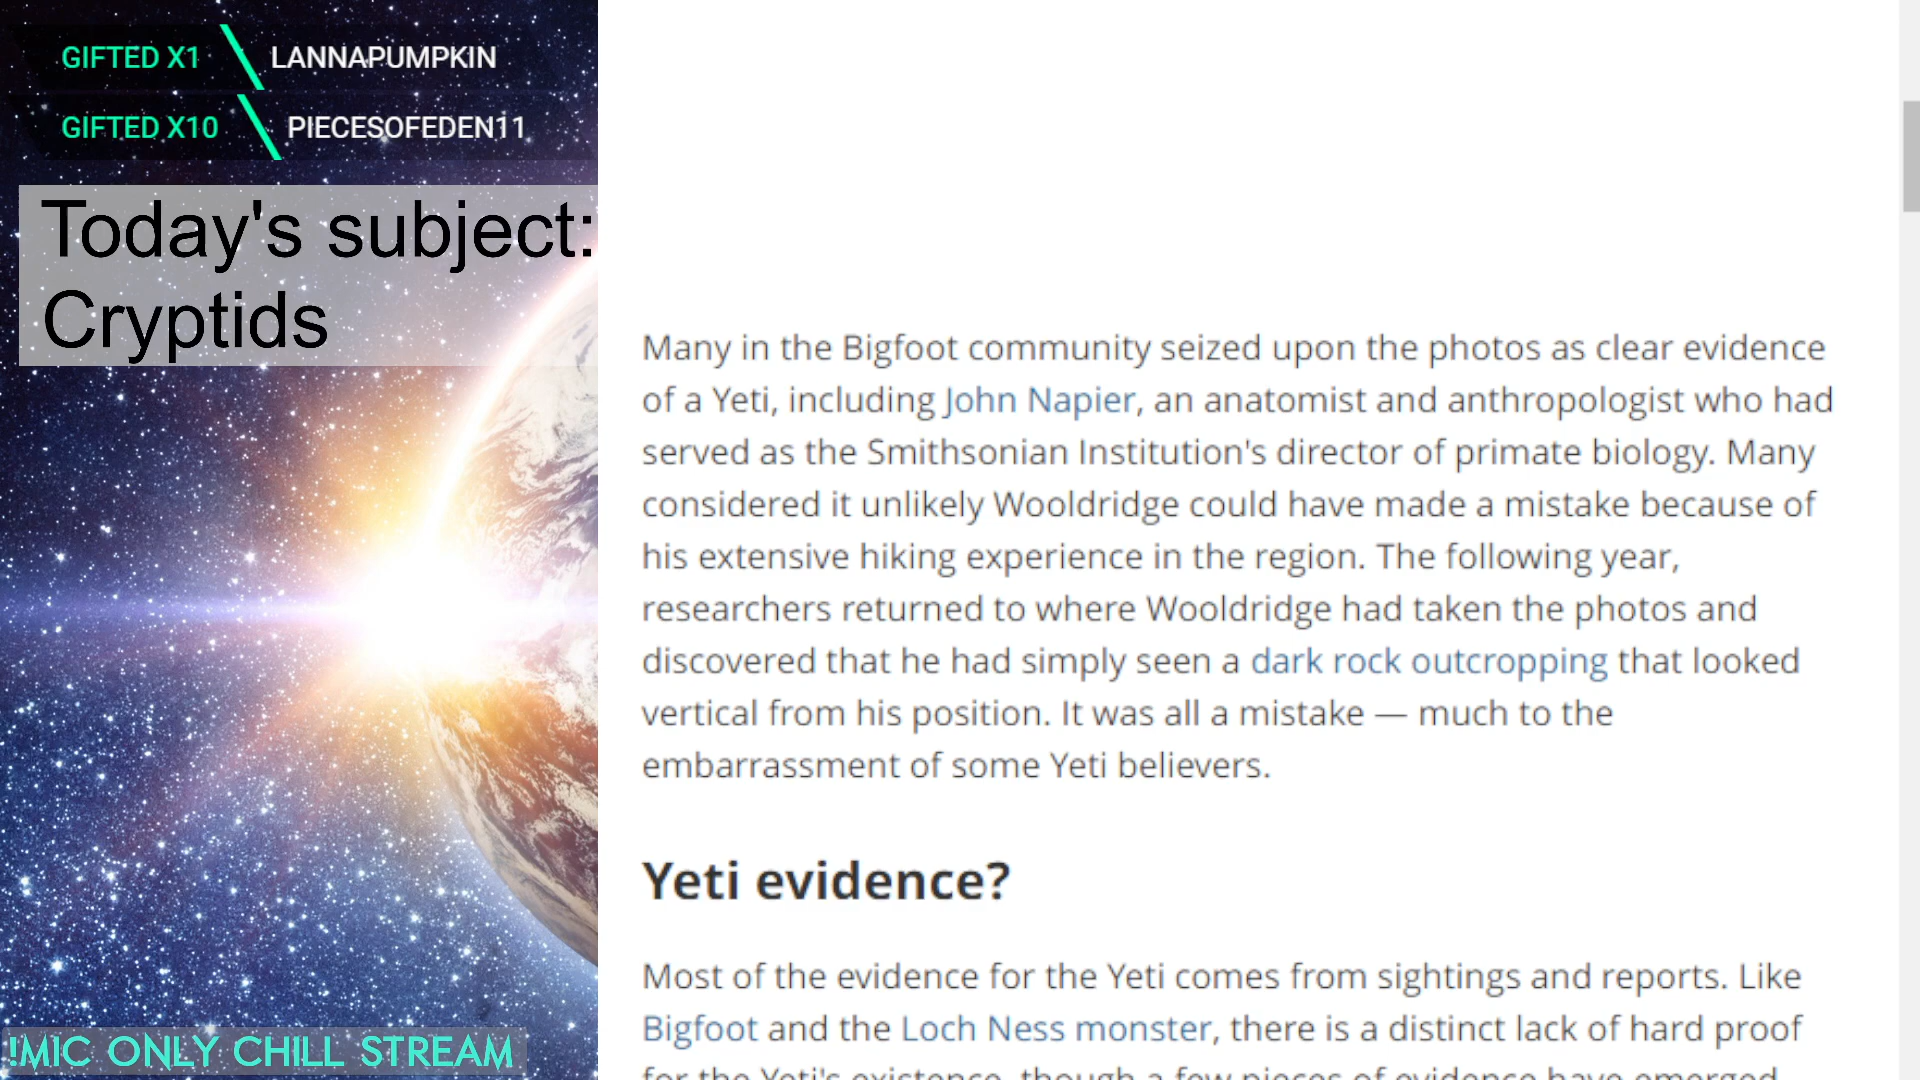 GIFTED X1 LANNAPUMPKIN
GIFTED X10 PIECESOFEDEN11
Today's subject:
Cryptids
!MIC ONLY CHILL STREAM
Many in the Bigfoot community seized upon the photos as clear evidence
of a Yeti, including John Napier, an anatomist and anthropologist who had
served as the Smithsonian Institution's director of primate biology. Many
considered it unlikely Wooldridge could have made a mistake because of
his extensive hiking experience in the region. The following year,
researchers returned to where Wooldridge had taken the photos and
discovered that he had simply seen a dark rock outcropping that looked
vertical from his position. It was all a mistake — much to the
embarrassment of some Yeti believers.
Yeti evidence?
Most of the evidence for the Yeti comes from sightings and reports. Like
Bigfoot and the Loch Ness monster, there is a distinct lack of hard proof
for the Yeti's existence, though a few pieces of evidence have emerged